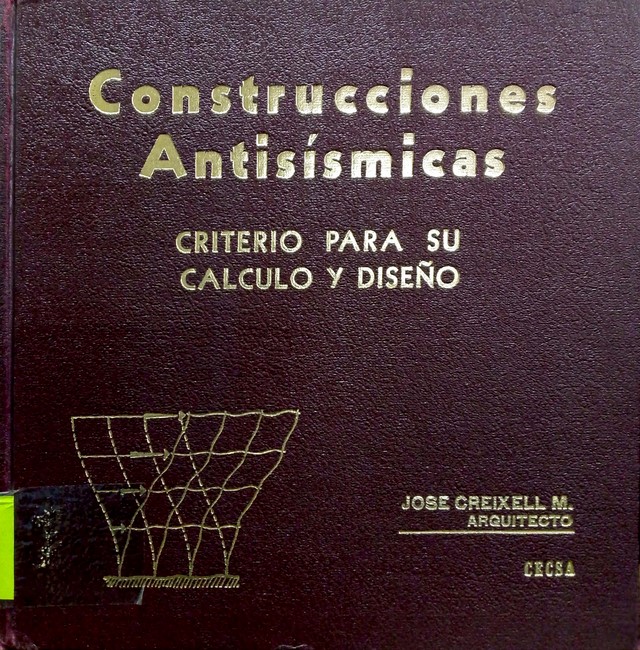 Construcciones
Antisísmicas
CRITERIO PARA SU
CALCULO Y DISEÑO
JOSE CREIXELL M.
ARQUITECTO
CECSA